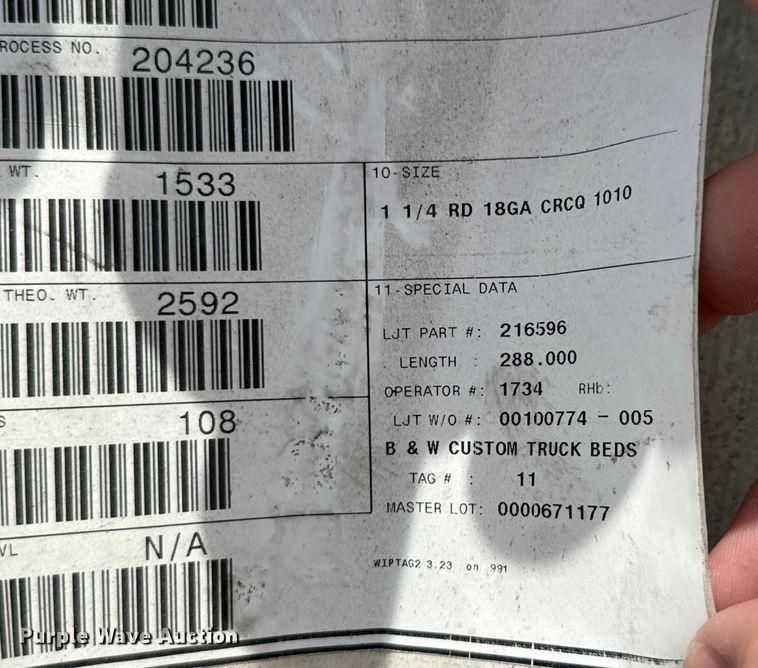 ROCESS NO.
204236
WT.
1533
10-SIZE
1 1/4 RD 18GA CRCQ 1010
THEO. WT.
2592
11-SPECIAL DATA
LJT PART #: 216596
LENGTH : 288.000
OPERATOR #: 1734 RHb:
108
LJT W/O #: 00100774 - 005
B & W CUSTOM TRUCK BEDS
TAG # : 11
MASTER LOT: 0000671177
VL
N/A
WIPTAG2 3.23 on 991
Purple Wave Auction